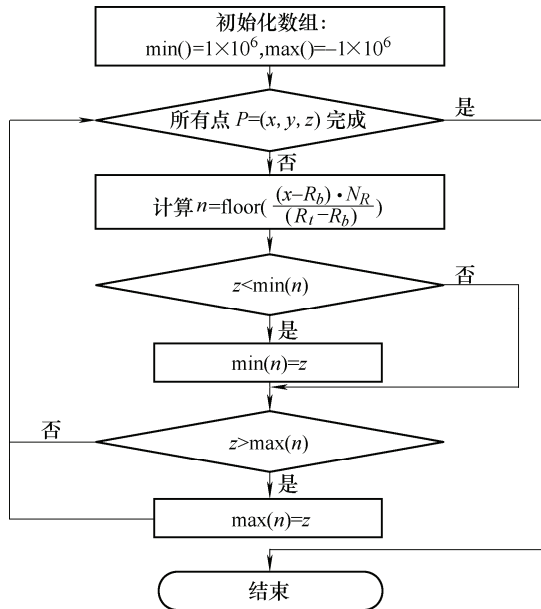 初始化数组:
min()=1×10⁶,max()=–1×10⁶
所有点 P=(x, y, z) 完成
是
否
计算 n=floor( (x–R_b)•N_R / (R_t–R_b) )
z<min(n)
否
是
min(n)=z
否
z>max(n)
是
max(n)=z
结束